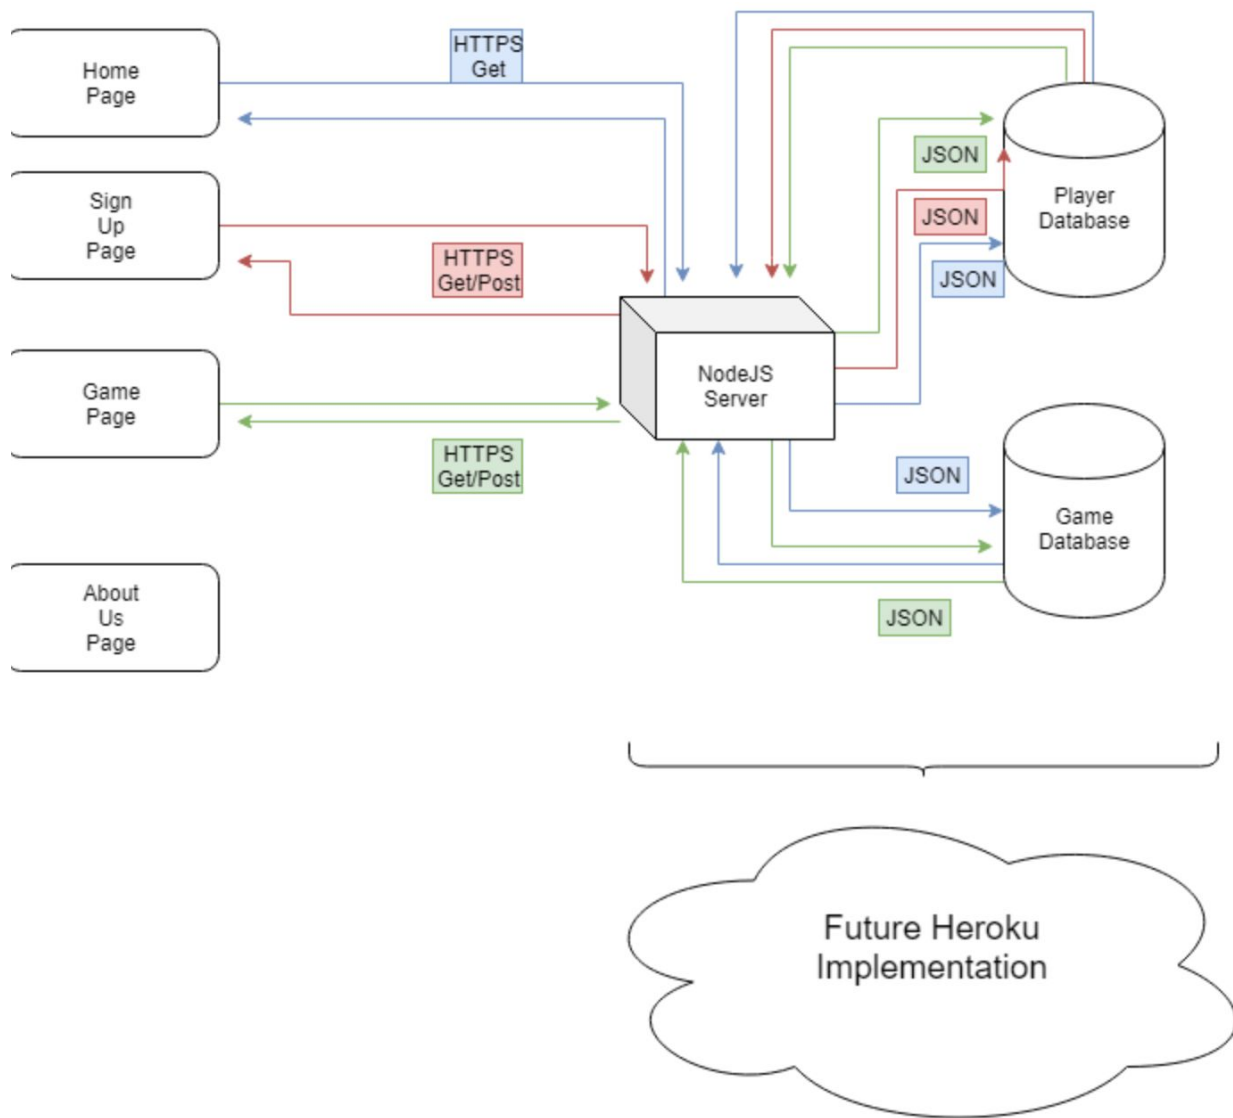 HTTPS
Get
Home
Page
JSON
Sign
Up
Page
Player
Database
JSON
HTTPS
Get/Post
JSON
NodeJS
Server
Game
Page
HTTPS
Get/Post
JSON
Game
Database
About
Us
Page
JSON
Future Heroku
Implementation